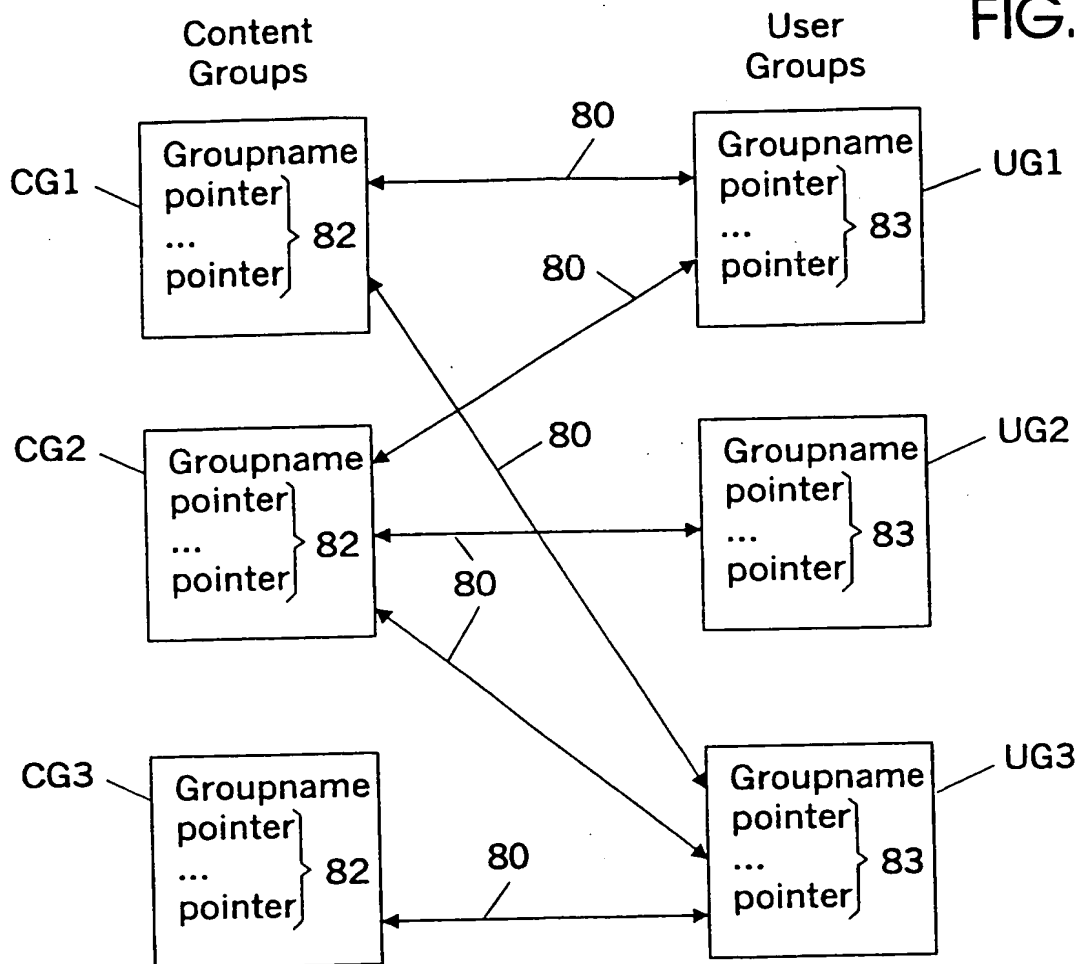 FIG.
Content
Groups
User
Groups
80
CG1
Groupname
pointer
...
pointer
82
Groupname
pointer
...
pointer
83
UG1
80
80
CG2
Groupname
pointer
...
pointer
82
80
Groupname
pointer
...
pointer
83
UG2
CG3
Groupname
pointer
...
pointer
82
80
Groupname
pointer
...
pointer
83
UG3